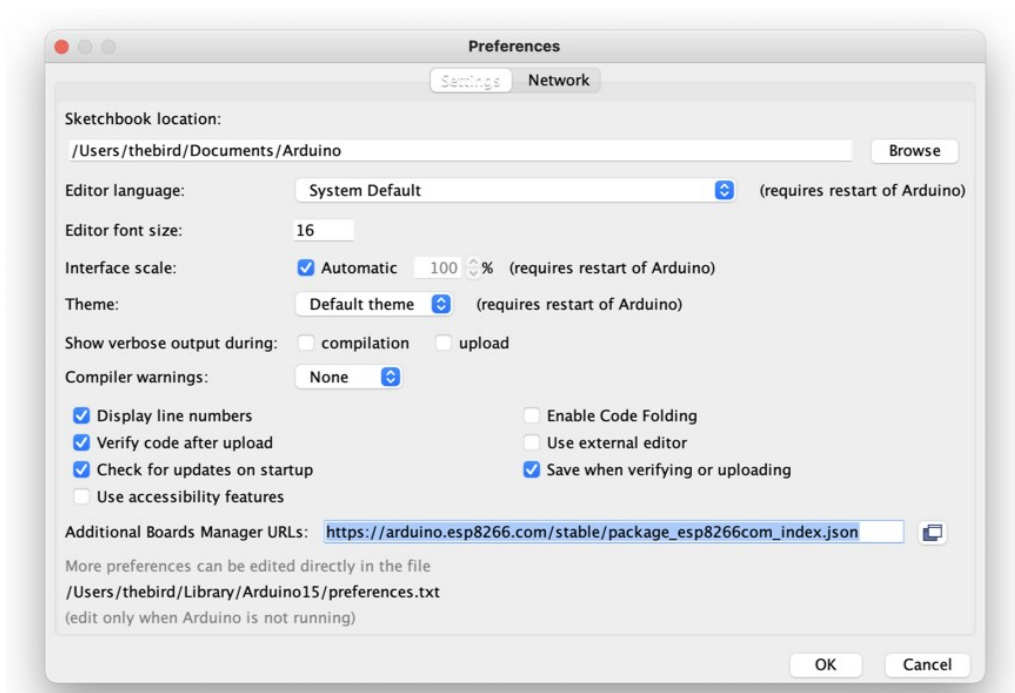 Preferences
Settings Network
Sketchbook location:
/Users/thebird/Documents/Arduino Browse
Editor language: System Default (requires restart of Arduino)
Editor font size: 16
Interface scale: Automatic 100 % (requires restart of Arduino)
Theme: Default theme (requires restart of Arduino)
Show verbose output during: compilation upload
Compiler warnings: None
Display line numbers Enable Code Folding
Verify code after upload Use external editor
Check for updates on startup Save when verifying or uploading
Use accessibility features
Additional Boards Manager URLs: https://arduino.esp8266.com/stable/package_esp8266com_index.json
More preferences can be edited directly in the file
/Users/thebird/Library/Arduino15/preferences.txt
(edit only when Arduino is not running)
OK Cancel